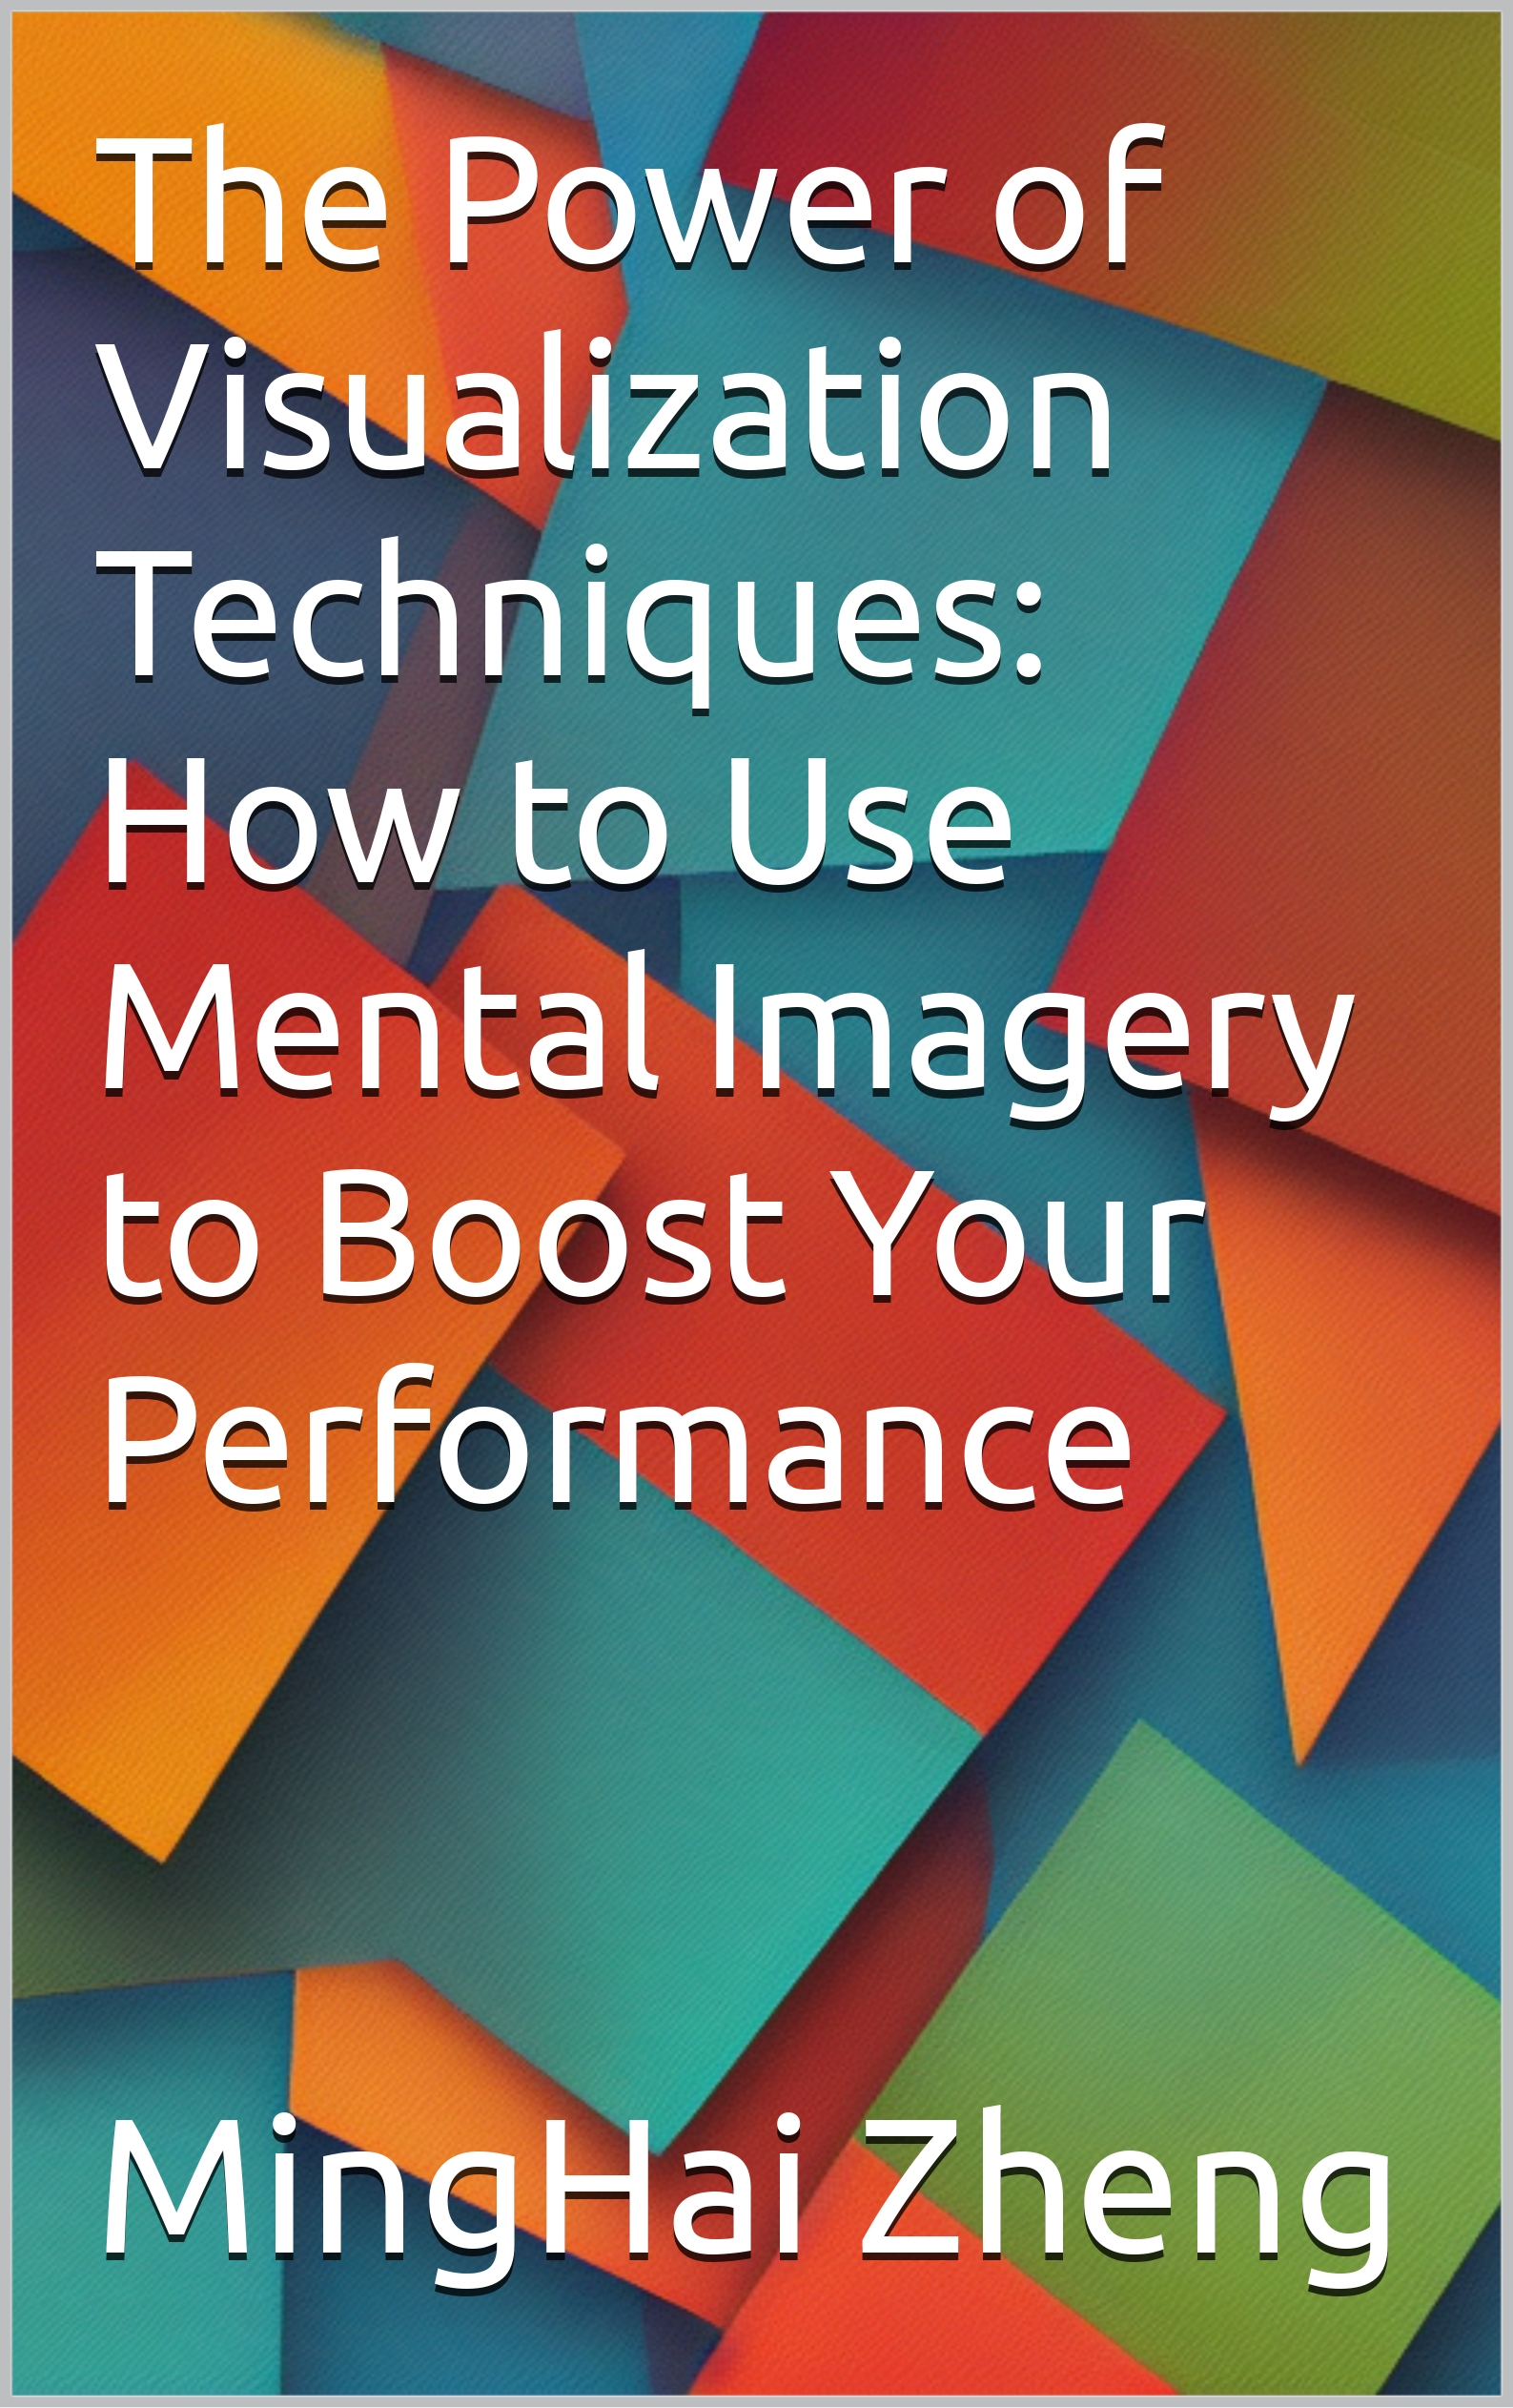 The Power of
Visualization
Techniques:
How to Use
Mental Imagery
to Boost Your
Performance
MingHai Zheng